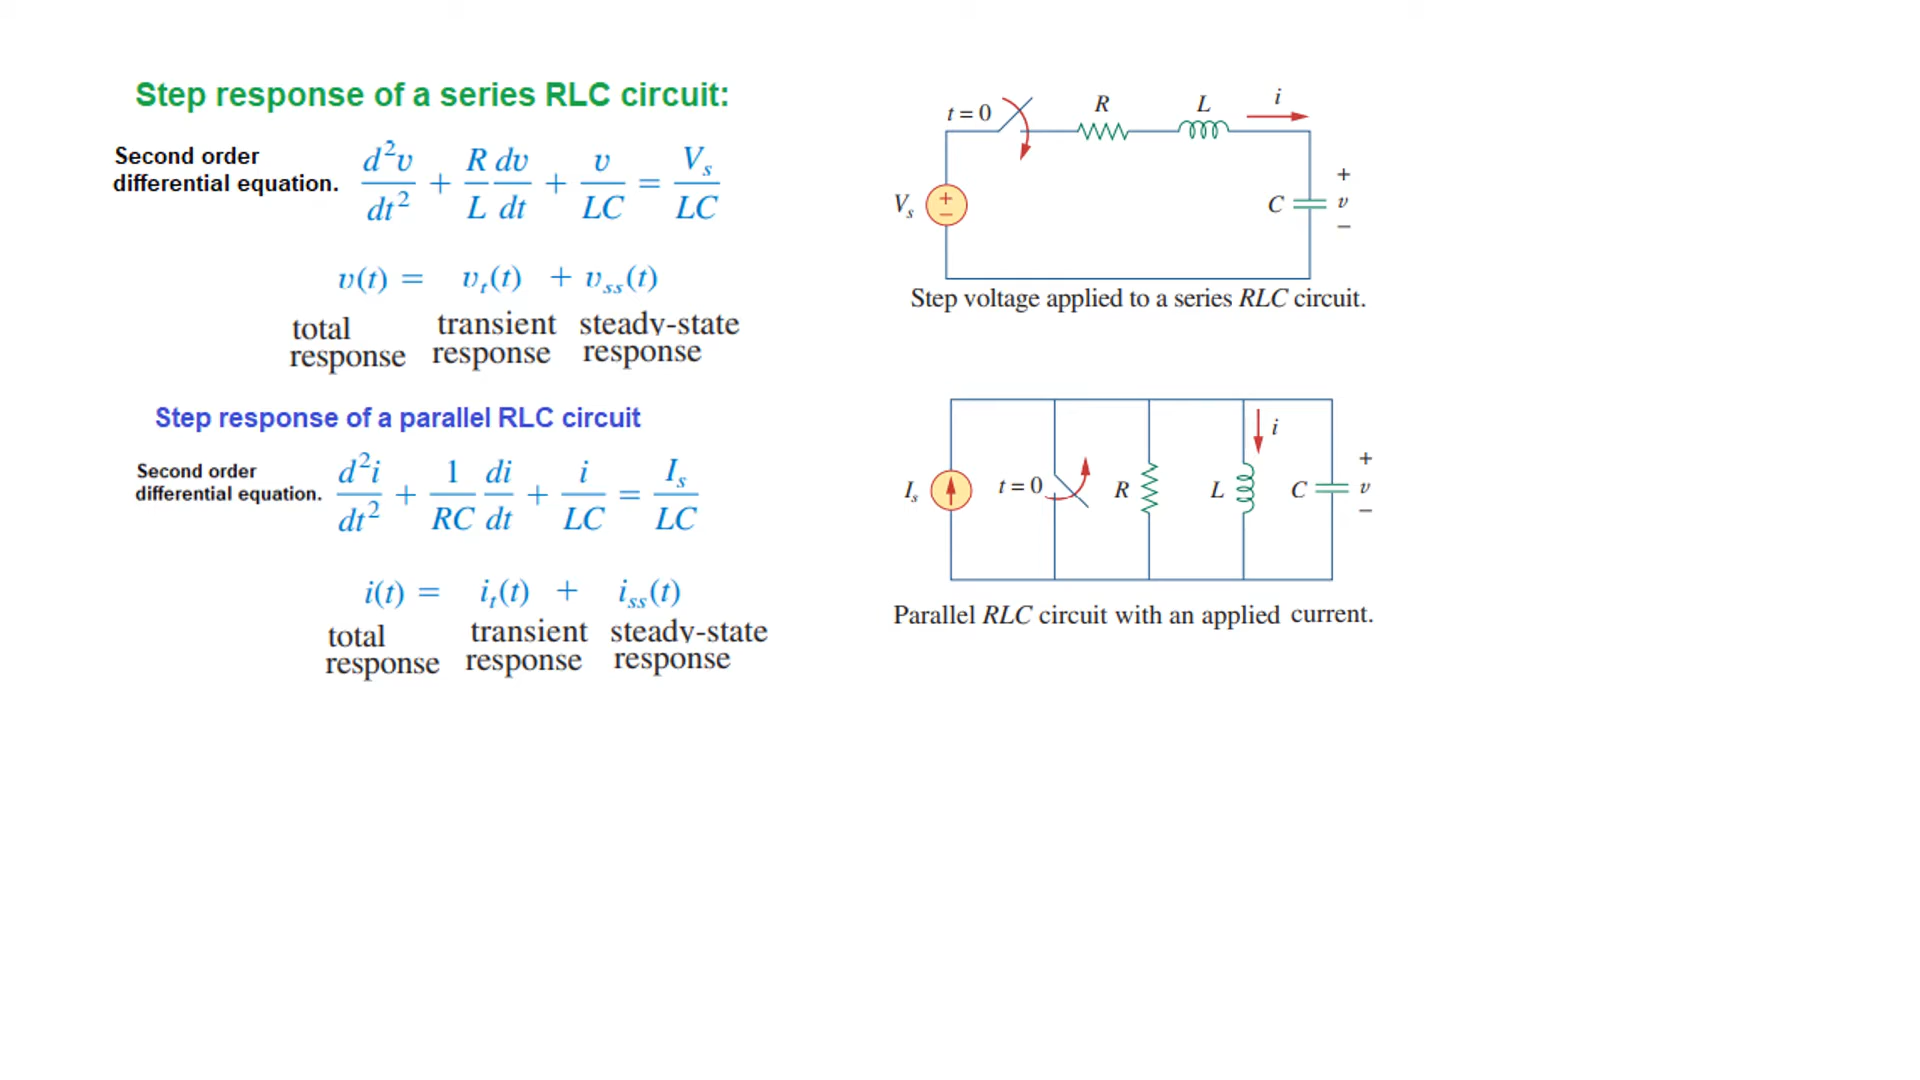 Step response of a series RLC circuit:
Second order
differential equation.
d²v/dt² + R/L dv/dt + v/LC = Vₛ/LC
v(t) = vₜ(t) + vₛₛ(t)
total transient steady-state
response response response
Step response of a parallel RLC circuit
Second order
differential equation.
d²i/dt² + 1/RC di/dt + i/LC = Iₛ/LC
i(t) = iₜ(t) + iₛₛ(t)
total transient steady-state
response response response
t = 0 R L i
Vₛ + − C + v −
Step voltage applied to a series RLC circuit.
Iₛ t = 0 R L i C + v −
Parallel RLC circuit with an applied current.